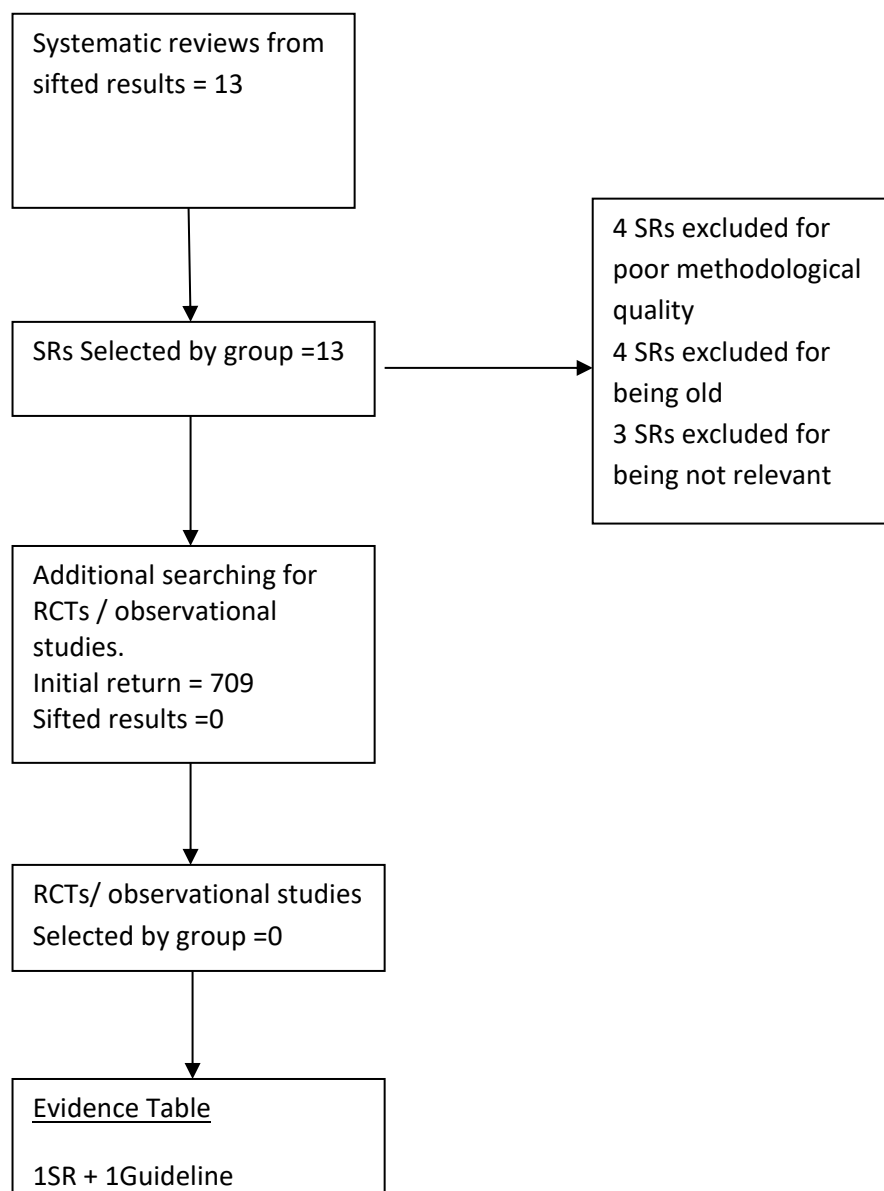 Systematic reviews from
sifted results = 13
4 SRs excluded for
poor methodological
quality
4 SRs excluded for
being old
3 SRs excluded for
being not relevant
SRs Selected by group =13
Additional searching for
RCTs / observational
studies.
Initial return = 709
Sifted results =0
RCTs/ observational studies
Selected by group =0
Evidence Table
1SR + 1Guideline